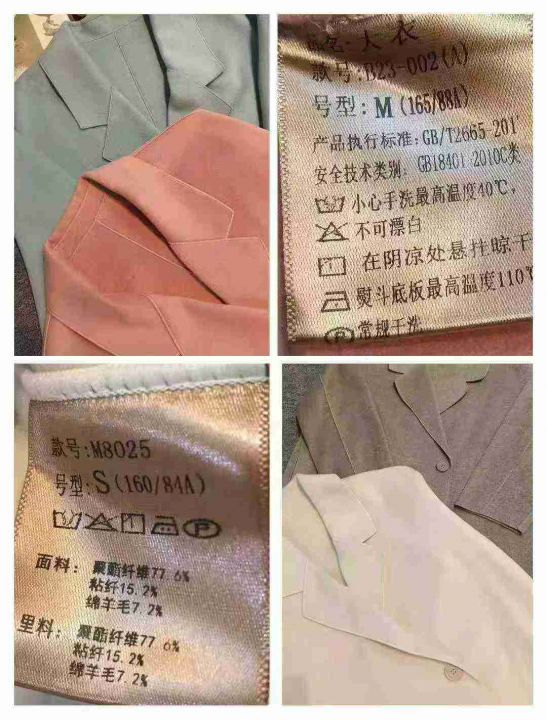 品名:大衣
款号:B23-002(A)
号型:M(165/88A)
产品执行标准:GB/T2665-201
安全技术类别:GB18401-2010C类
小心手洗最高温度40℃,
不可漂白
在阴凉处悬挂晾干
熨斗底板最高温度110
常规干洗
款号:M8025
号型:S(160/84A)
P
面料:聚酯纤维77.6%
粘纤15.2%
绵羊毛7.2%
里料:聚酯纤维77.6%
粘纤15.2%
绵羊毛7.2%